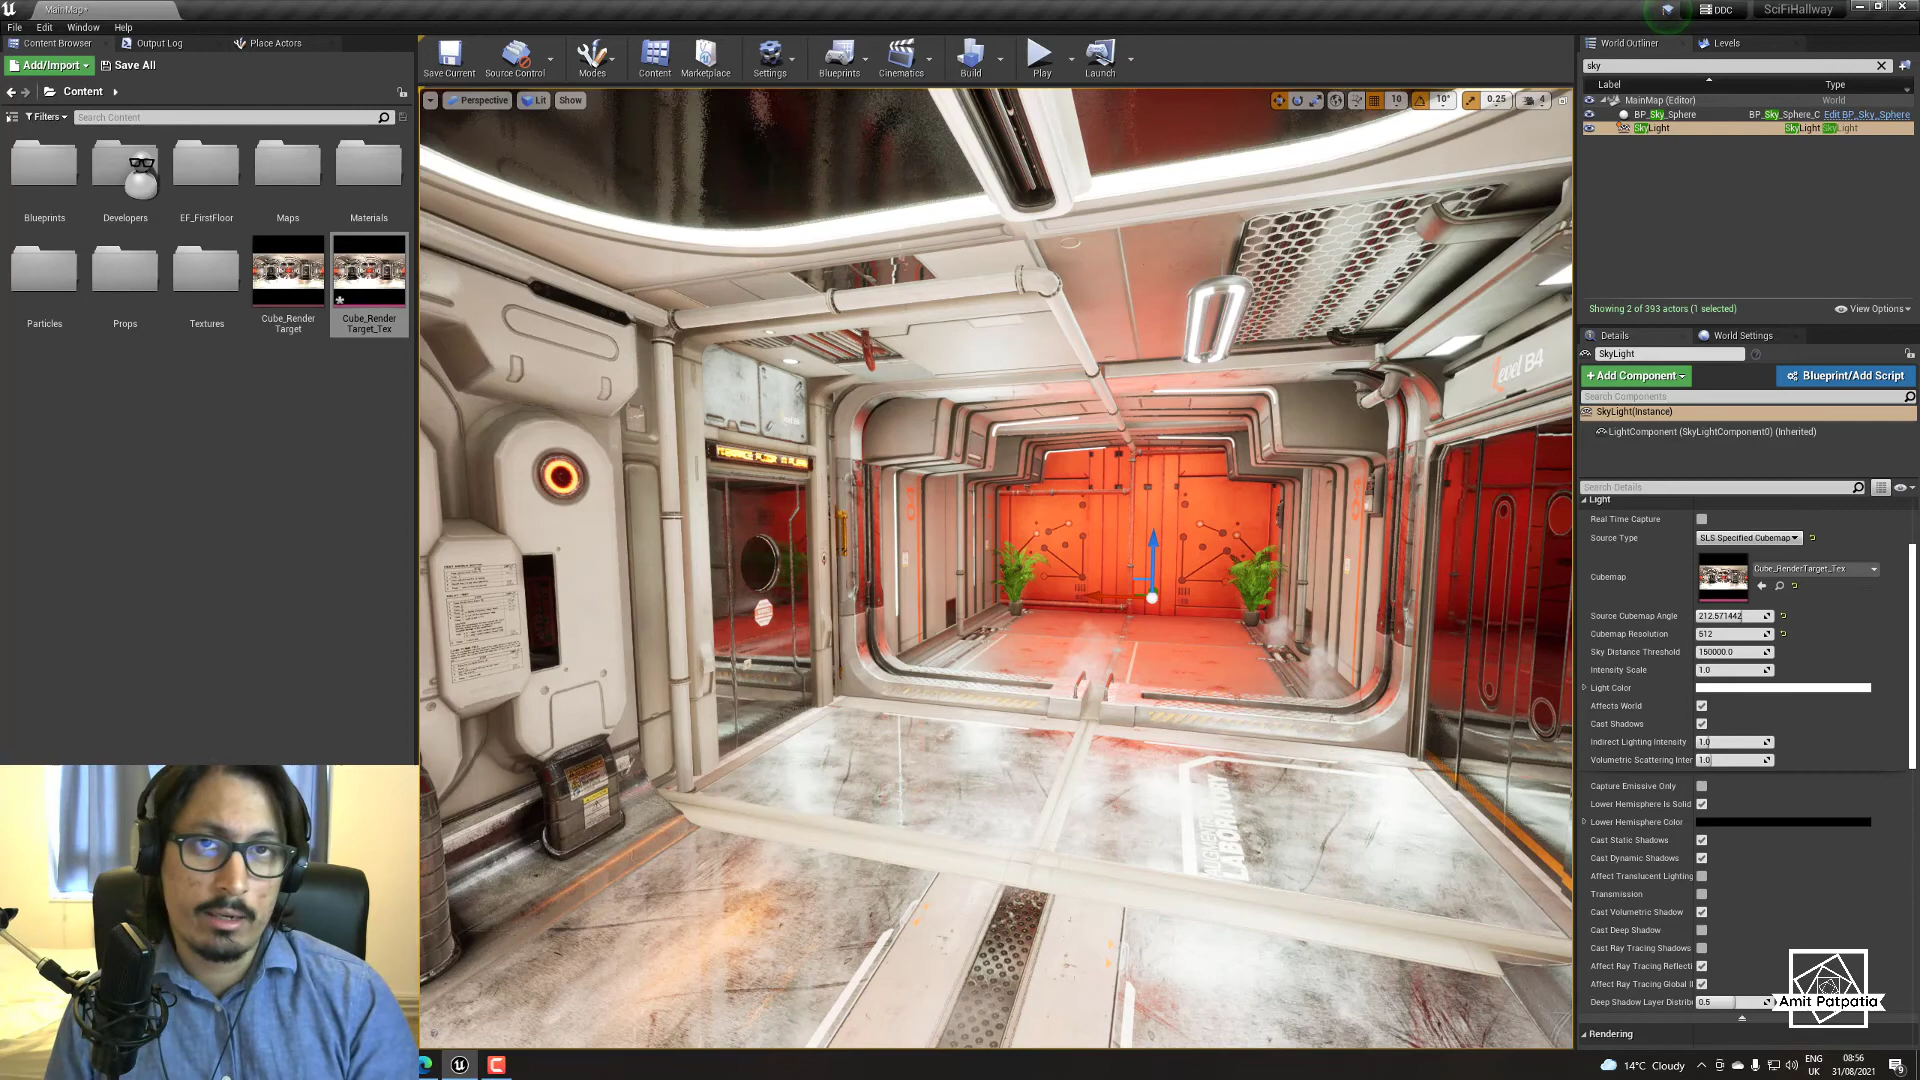 MainMap*
DDC
SciFiHallway
File
Edit
Window
Help
Content Browser
Output Log
Place Actors
Add/Import
Save All
Content
Filters
Search Content
Blueprints
Developers
EF_FirstFloor
Maps
Materials
Particles
Props
Textures
Cube_Render
Target
Cube_Render
Target_Tex
Save Current
Source Control
Modes
Content
Marketplace
Settings
Blueprints
Cinematics
Build
Play
Launch
Perspective
Lit
Show
10
10°
0.25
4
Level B4
LABORATORY
World Outliner
Levels
sky
Label
Type
MainMap (Editor)
World
BP_Sky_Sphere
BP_Sky_Sphere_C
Edit BP_Sky_Sphere
SkyLight
SkyLight
SkyLight
Showing 2 of 393 actors (1 selected)
View Options
Details
World Settings
SkyLight
Add Component
Blueprint/Add Script
Search Components
SkyLight(Instance)
LightComponent (SkyLightComponent0) (Inherited)
Search Details
Light
Real Time Capture
Source Type
SLS Specified Cubemap
Cubemap
Cube_RenderTarget_Tex
Source Cubemap Angle
212.571442
Cubemap Resolution
512
Sky Distance Threshold
150000.0
Intensity Scale
1.0
Light Color
Affects World
Cast Shadows
Indirect Lighting Intensity
1.0
Volumetric Scattering Inter
1.0
Capture Emissive Only
Lower Hemisphere Is Solid
Lower Hemisphere Color
Cast Static Shadows
Cast Dynamic Shadows
Affect Translucent Lighting
Transmission
Cast Volumetric Shadow
Cast Deep Shadow
Cast Ray Tracing Shadows
Affect Ray Tracing Reflecti
Affect Ray Tracing Global I
Deep Shadow Layer Distrib
0.5
Rendering
Amit Patpatia
14°C Cloudy
ENG
UK
08:56
31/08/2021
9